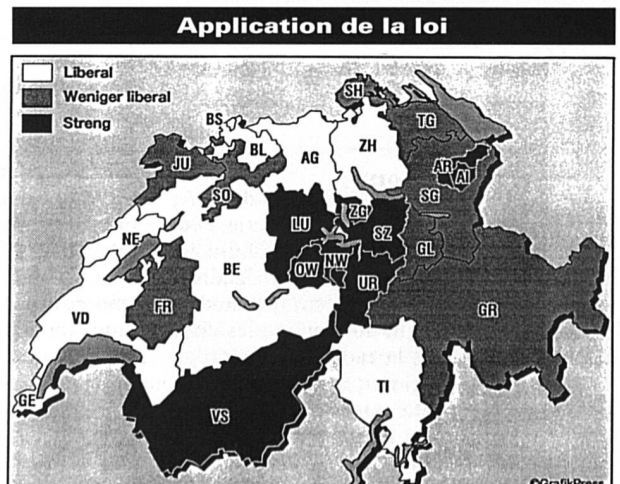 Application de la loi
Liberal
Weniger liberal
Streng
SH
TG
BS
BL
AG
ZH
JU
AR
AI
SO
SG
LU
ZG
SZ
NE
BE
OW
NW
GL
UR
FR
GR
VD
GE
VS
TI
©GrafikPress